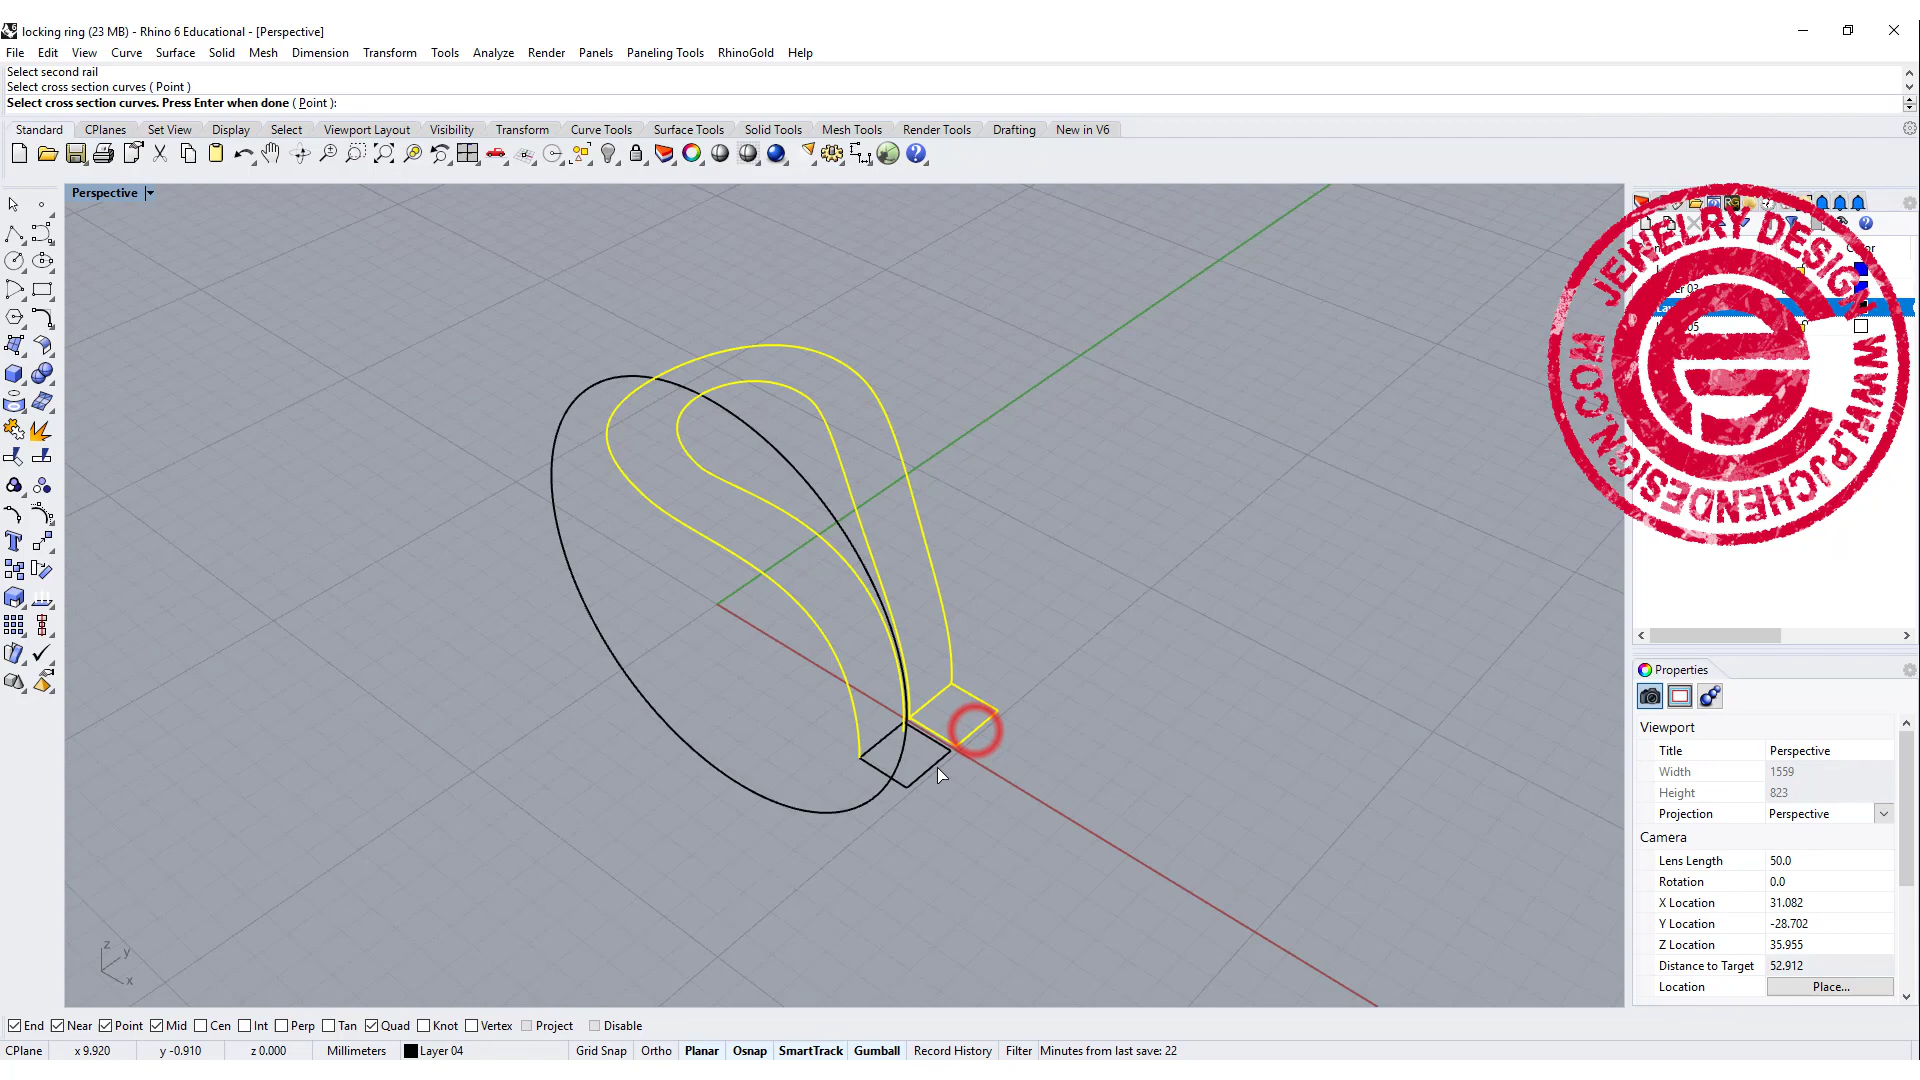 locking ring (23 MB) - Rhino 6 Educational - [Perspective]
File Edit View Curve Surface Solid Mesh Dimension Transform Tools Analyze Render Panels Paneling Tools RhinoGold Help
Select second rail
Select cross section curves ( Point )
Select cross section curves. Press Enter when done ( Point ):
Standard CPlanes Set View Display Select Viewport Layout Visibility Transform Curve Tools Surface Tools Solid Tools Mesh Tools Render Tools Drafting New in V6
Perspective
JEWELRY DESIGN WWW.PJCHENDESIGN.COM
Properties
Viewport
Title Perspective
Width 1559
Height 823
Projection Perspective
Camera
Lens Length 50.0
Rotation 0.0
X Location 31.082
Y Location -28.702
Z Location 35.955
Distance to Target 52.912
Location Place...
z
y
x
End Near Point Mid Cen Int Perp Tan Quad Knot Vertex Project Disable
CPlane x 9.920 y -0.910 z 0.000 Millimeters Layer 04 Grid Snap Ortho Planar Osnap SmartTrack Gumball Record History Filter Minutes from last save: 22